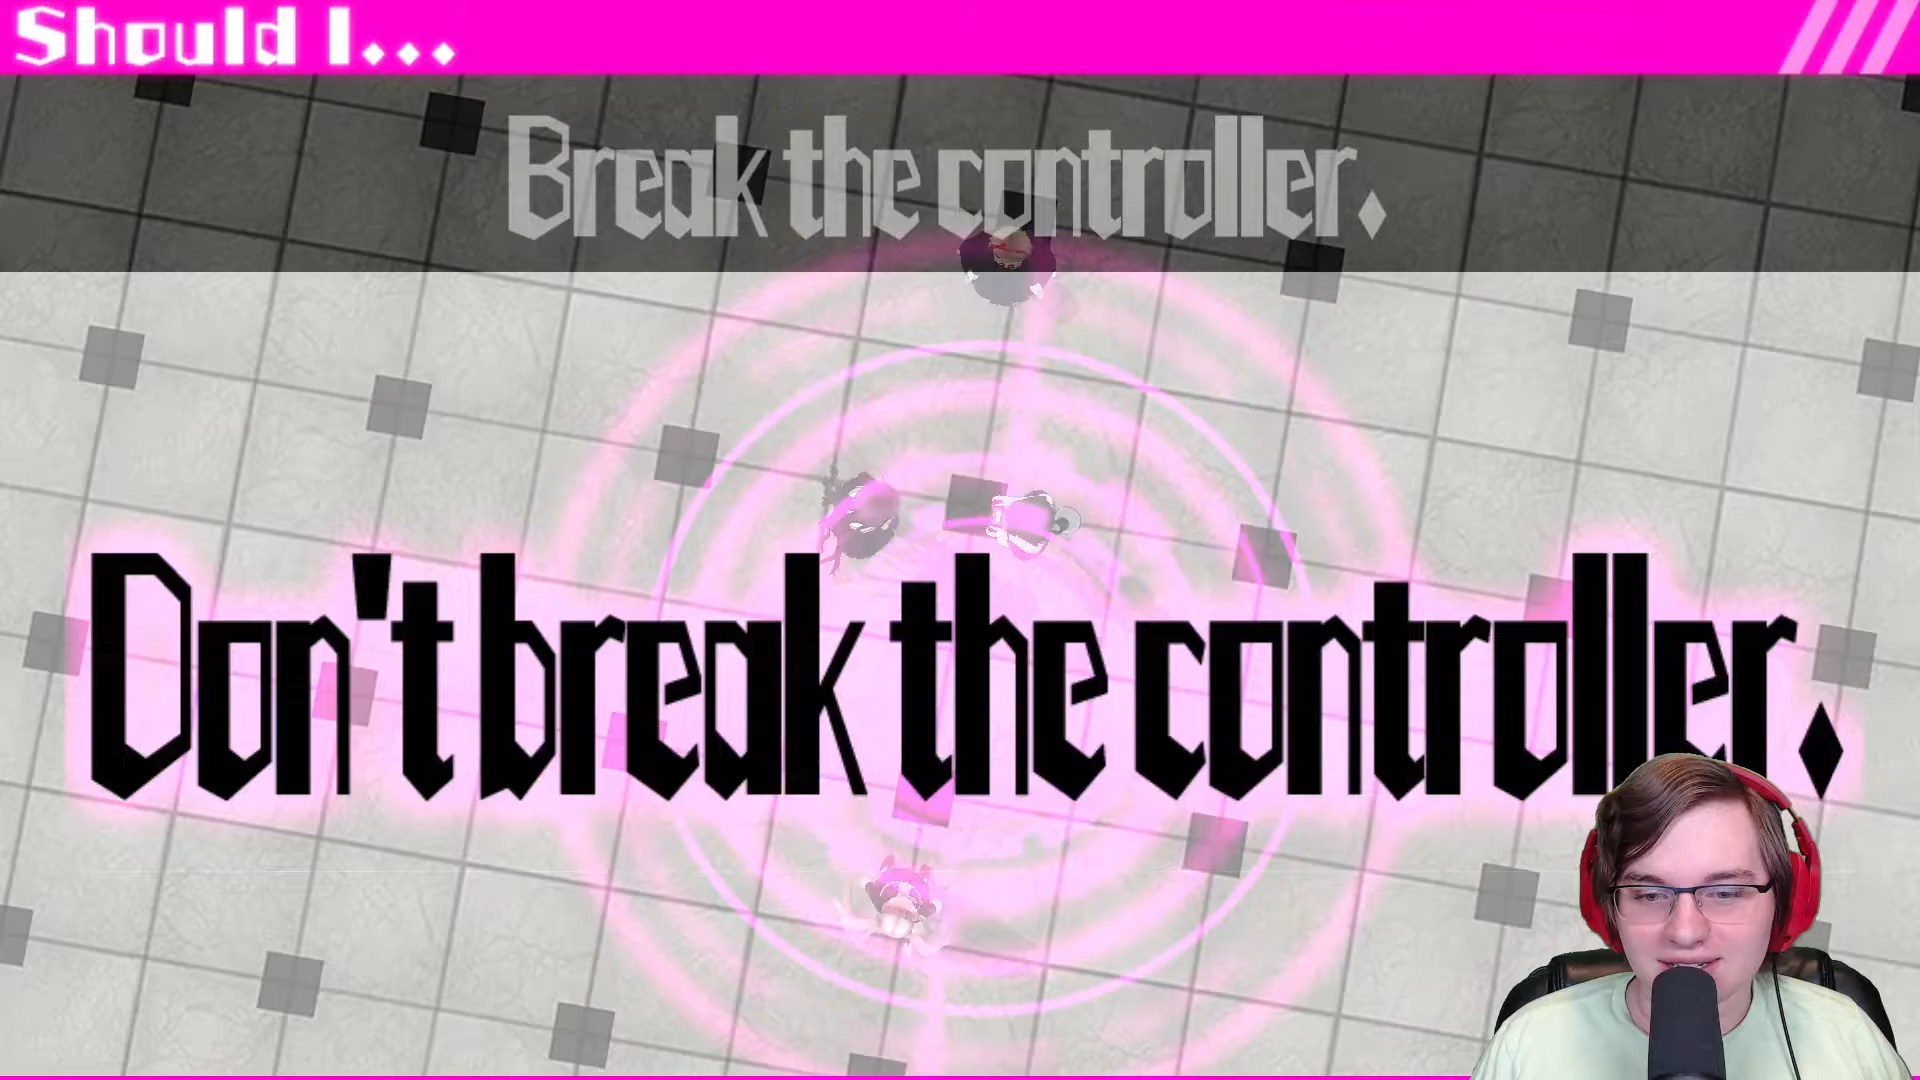 Should I...
Break the controller.
Don't break the controller.